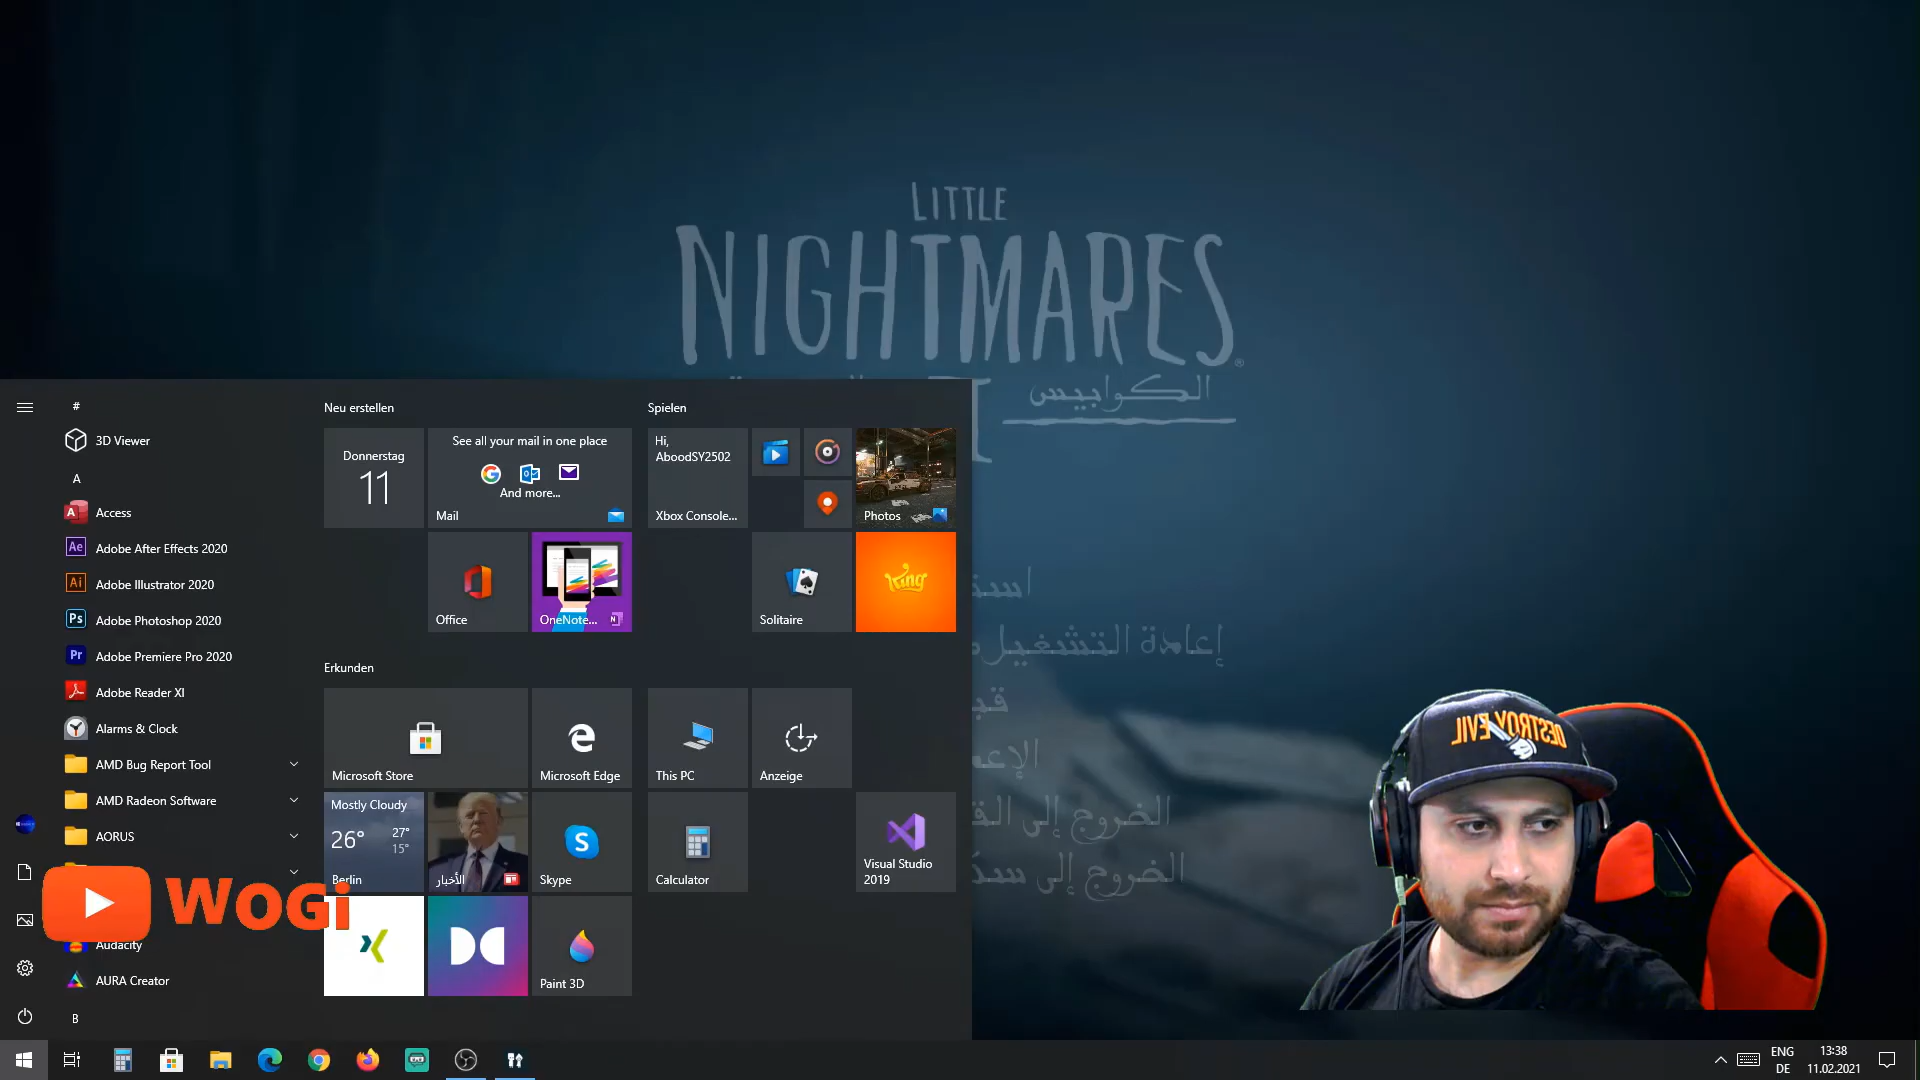 LITTLE
NIGHTMARES
الكوابيس
إعادة التشغيل
الخروج إلى
الخروج إلى
#
3D Viewer
A
Access
Adobe After Effects 2020
Adobe Illustrator 2020
Adobe Photoshop 2020
Adobe Premiere Pro 2020
Adobe Reader XI
Alarms & Clock
AMD Bug Report Tool
AMD Radeon Software
AORUS
Audacity
AURA Creator
B
WOGi
Neu erstellen
Donnerstag
11
See all your mail in one place
And more...
Mail
Office
OneNote...
Spielen
Hi,
AboodSY2502
Xbox Console...
Photos
Solitaire
King
Erkunden
Microsoft Store
Microsoft Edge
This PC
Anzeige
Mostly Cloudy
26°
27°
15°
Berlin
الأخبار
Skype
Calculator
Visual Studio
2019
Paint 3D
DESTROY EVIL
ENG
DE
13:38
11.02.2021